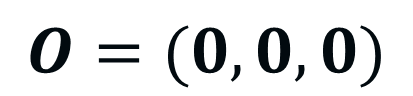 O = (0, 0, 0)